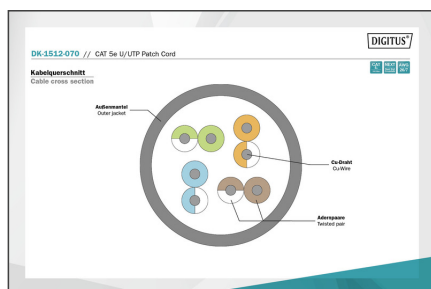 DIGITUS®
DK-1512-070 // CAT 5e U/UTP Patch Cord
Kabelquerschnitt
Cable cross section
Außenmantel
Outer jacket
Cu-Draht
Cu-Wire
Aderspaare
Twisted pair